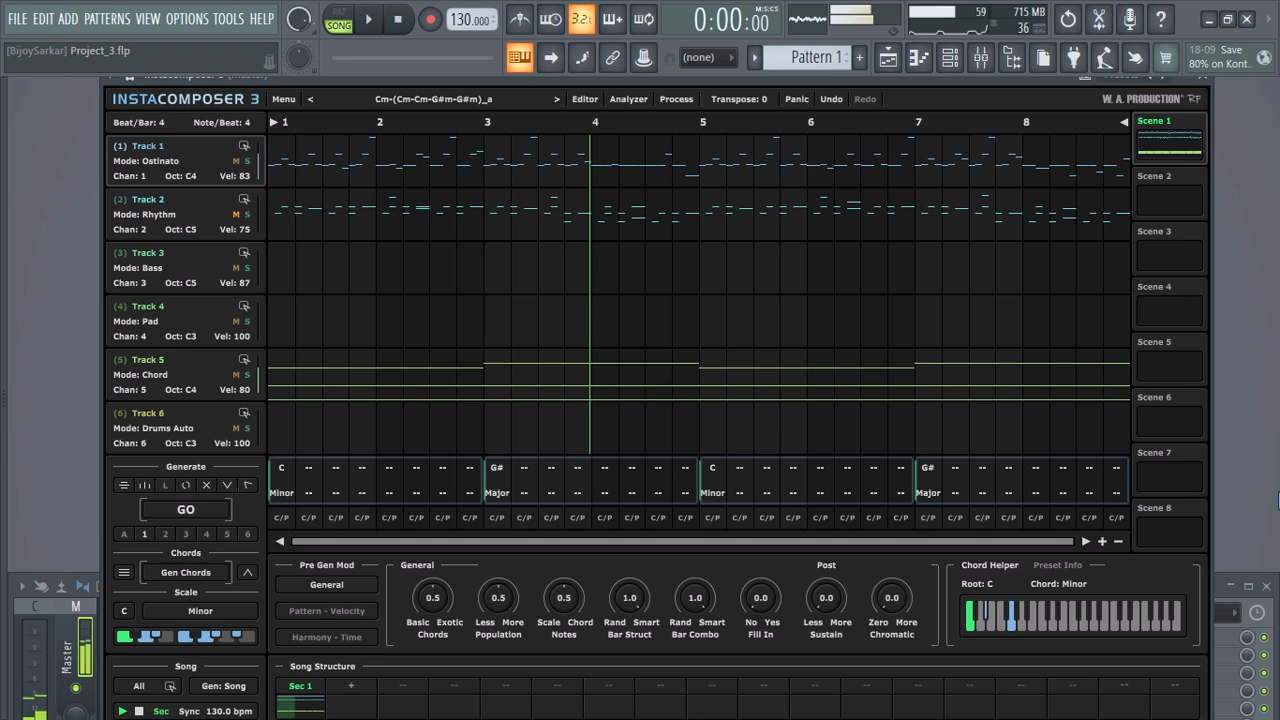 FILE EDIT ADD PATTERNS VIEW OPTIONS TOOLS HELP
PAT
SONG
130.000
3.2
0:00:00
M:S:CS
59
715 MB
36
[BijoySarkar] Project_3.flp
(none)
Pattern 1
18-09 Save
80% on Kont..
INSTACOMPOSER 3
Menu
<
Cm-(Cm-Cm-G#m-G#m)_a
>
Editor
Analyzer
Process
Transpose: 0
Panic
Undo
Redo
W. A. PRODUCTION RF
Beat/Bar: 4 Note/Beat: 4
1 2 3 4 5 6 7 8
(1) Track 1
Mode: Ostinato M S
Chan: 1 Oct: C4 Vel: 83
(2) Track 2
Mode: Rhythm M S
Chan: 2 Oct: C5 Vel: 75
(3) Track 3
Mode: Bass M S
Chan: 3 Oct: C5 Vel: 87
(4) Track 4
Mode: Pad M S
Chan: 4 Oct: C3 Vel: 100
(5) Track 5
Mode: Chord M S
Chan: 5 Oct: C4 Vel: 80
(6) Track 6
Mode: Drums Auto M S
Chan: 6 Oct: C3 Vel: 100
Scene 1
Scene 2
Scene 3
Scene 4
Scene 5
Scene 6
Scene 7
Scene 8
C -- -- -- -- -- -- -- G# -- -- -- -- -- -- -- C -- -- -- -- -- -- -- G# -- -- -- -- -- -- --
Minor -- -- -- -- -- -- -- Major -- -- -- -- -- -- -- Minor -- -- -- -- -- -- -- Major -- -- -- -- -- -- --
C/P C/P C/P C/P C/P C/P C/P C/P C/P C/P C/P C/P C/P C/P C/P C/P C/P C/P C/P C/P C/P C/P C/P C/P C/P C/P C/P C/P C/P C/P C/P C/P
Generate
L
GO
A 1 2 3 4 5 6
Chords
Gen Chords
Scale
C Minor
Song
All Gen: Song
Sec Sync 130.0 bpm
Pre Gen Mod
General
Pattern - Velocity
Harmony - Time
General
Post
0.5 0.5 0.5 1.0 1.0 0.0 0.0 0.0
Basic Exotic
Chords
Less More
Population
Scale Chord
Notes
Rand Smart
Bar Struct
Rand Smart
Bar Combo
No Yes
Fill In
Less More
Sustain
Zero More
Chromatic
Chord Helper Preset Info
Root: C Chord: Minor
Song Structure
Sec 1 + -- -- -- -- -- -- -- -- -- -- -- -- -- --
C M
Master